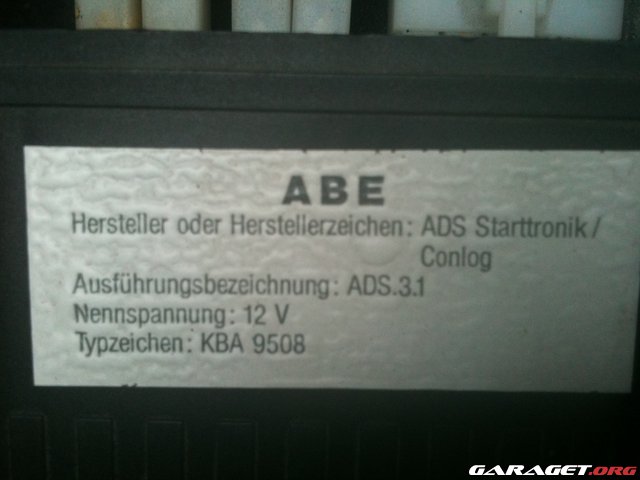 ABE
Hersteller oder Herstellerzeichen: ADS Starttronik/
Conlog
Ausführungsbezeichnung: ADS.3.1
Nennspannung: 12 V
Typzeichen: KBA 9508
GARAGET.ORG